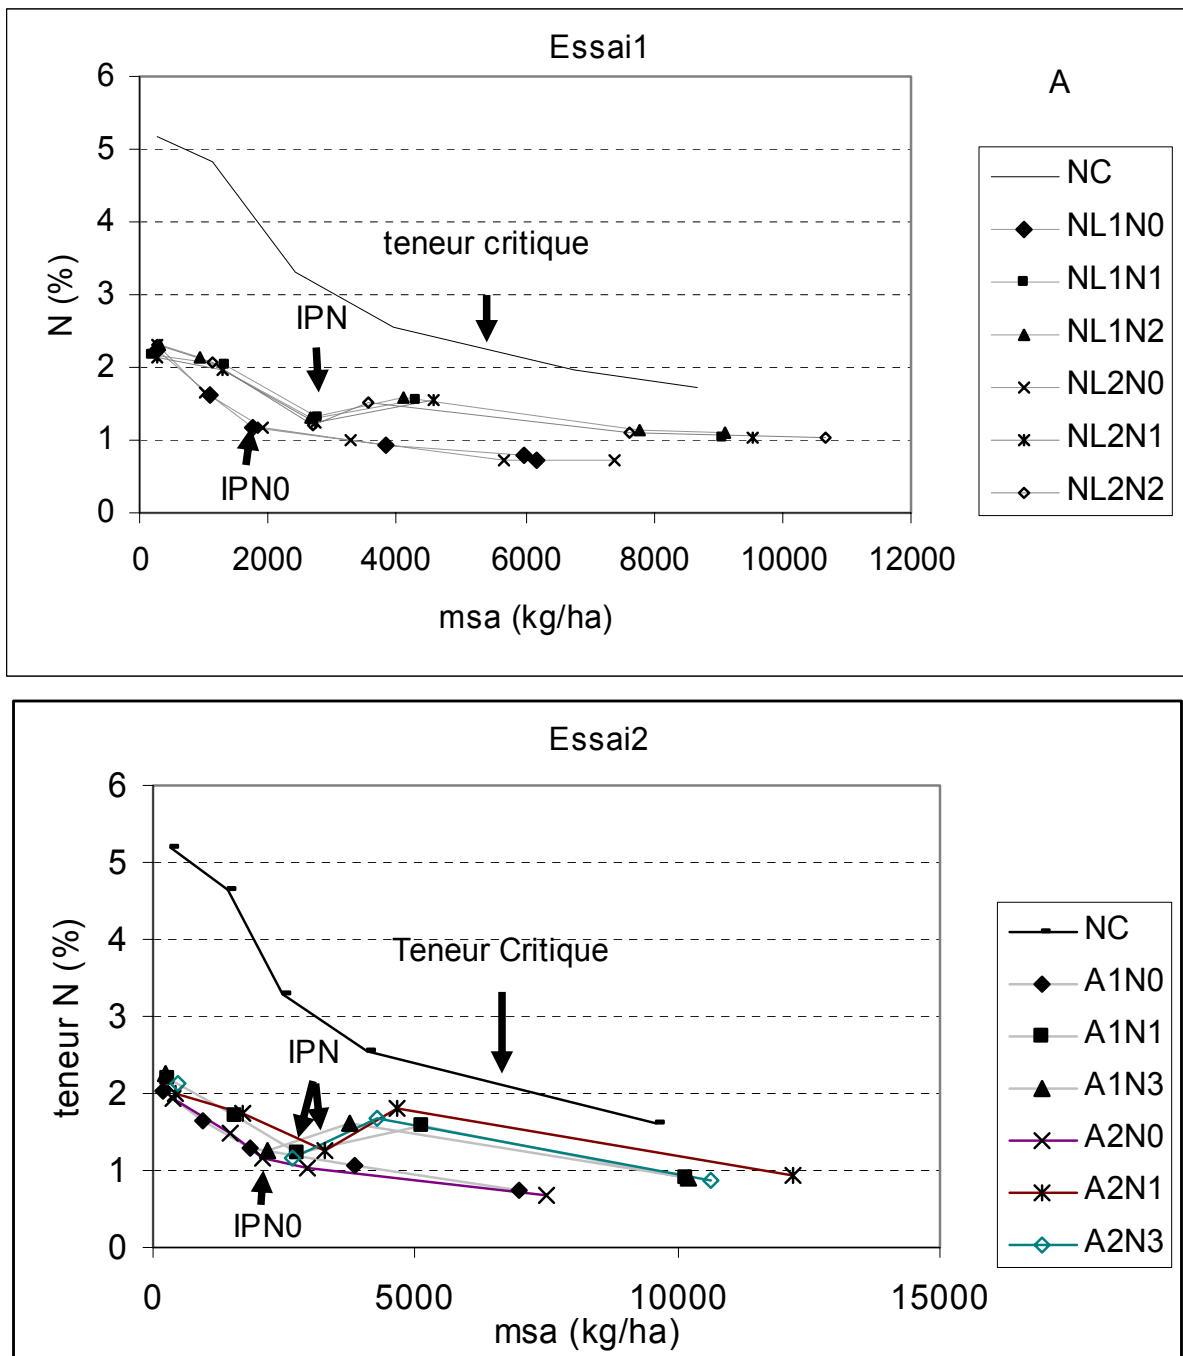 Essai1
A
6
5
4
3
2
1
0
N (%)
teneur critique
IPN
IPN0
0 2000 4000 6000 8000 10000 12000
msa (kg/ha)
NC
NL1N0
NL1N1
NL1N2
NL2N0
NL2N1
NL2N2
Essai2
6
5
4
3
2
1
0
teneur N (%)
Teneur Critique
IPN
IPN0
0 5000 10000 15000
msa (kg/ha)
NC
A1N0
A1N1
A1N3
A2N0
A2N1
A2N3